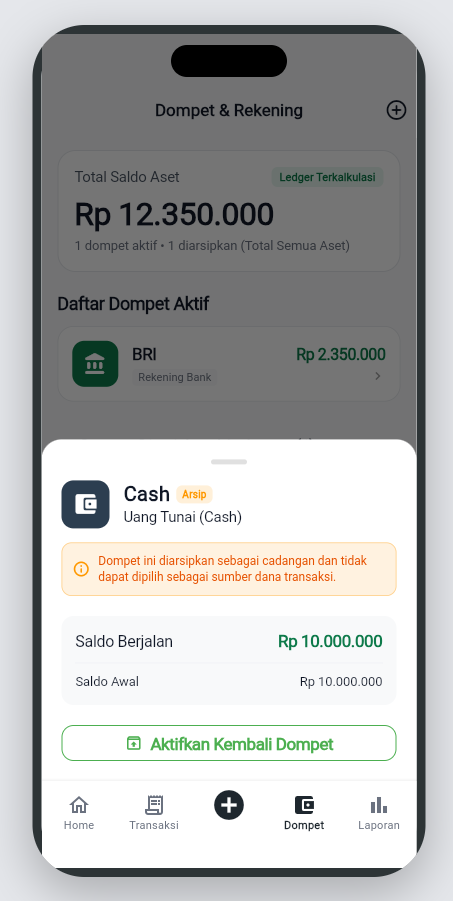 Dompet & Rekening
Total Saldo Aset
Ledger Terkalkulasi
Rp 12.350.000
1 dompet aktif • 1 diarsipkan (Total Semua Aset)
Daftar Dompet Aktif
BRI
Rp 2.350.000
Rekening Bank
Cash
Arsip
Uang Tunai (Cash)
Dompet ini diarsipkan sebagai cadangan dan tidak
dapat dipilih sebagai sumber dana transaksi.
Saldo Berjalan
Rp 10.000.000
Saldo Awal
Rp 10.000.000
Aktifkan Kembali Dompet
Home
Transaksi
Dompet
Laporan